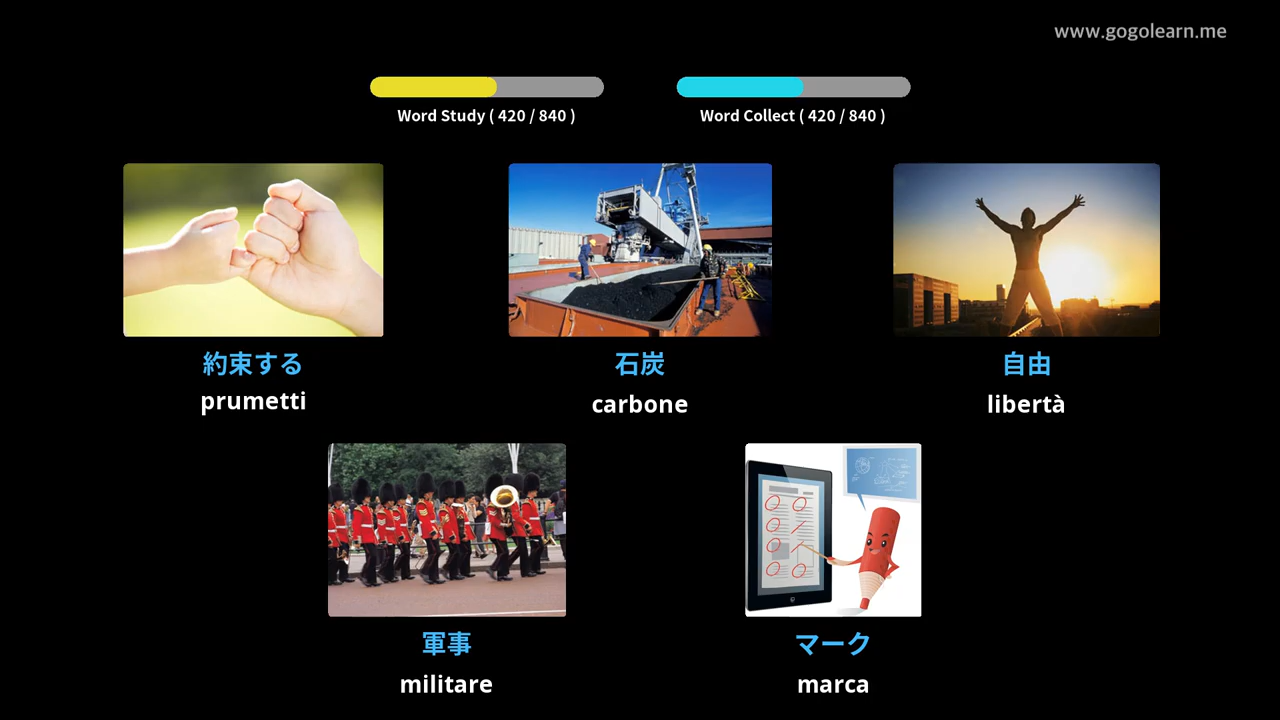 www.gogolearn.me
Word Study ( 420 / 840 )
Word Collect ( 420 / 840 )
約束する
prumetti
石炭
carbone
自由
libertà
軍事
militare
マーク
marca